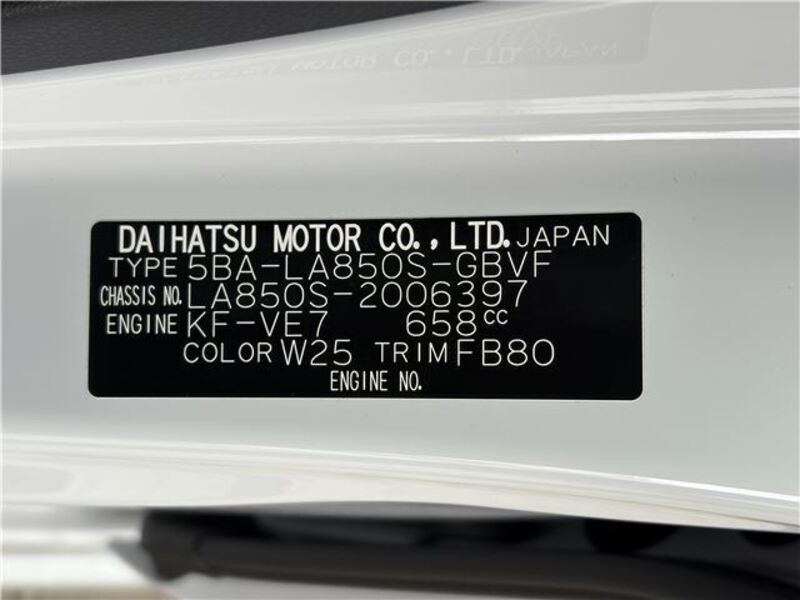 DAIHATSU MOTOR CO., LTD. JAPAN
TYPE 5BA-LA850S-GBVF
CHASSIS NO. LA850S-2006397
ENGINE KF-VE7 658cc
COLOR W25 TRIM FB80
ENGINE NO.